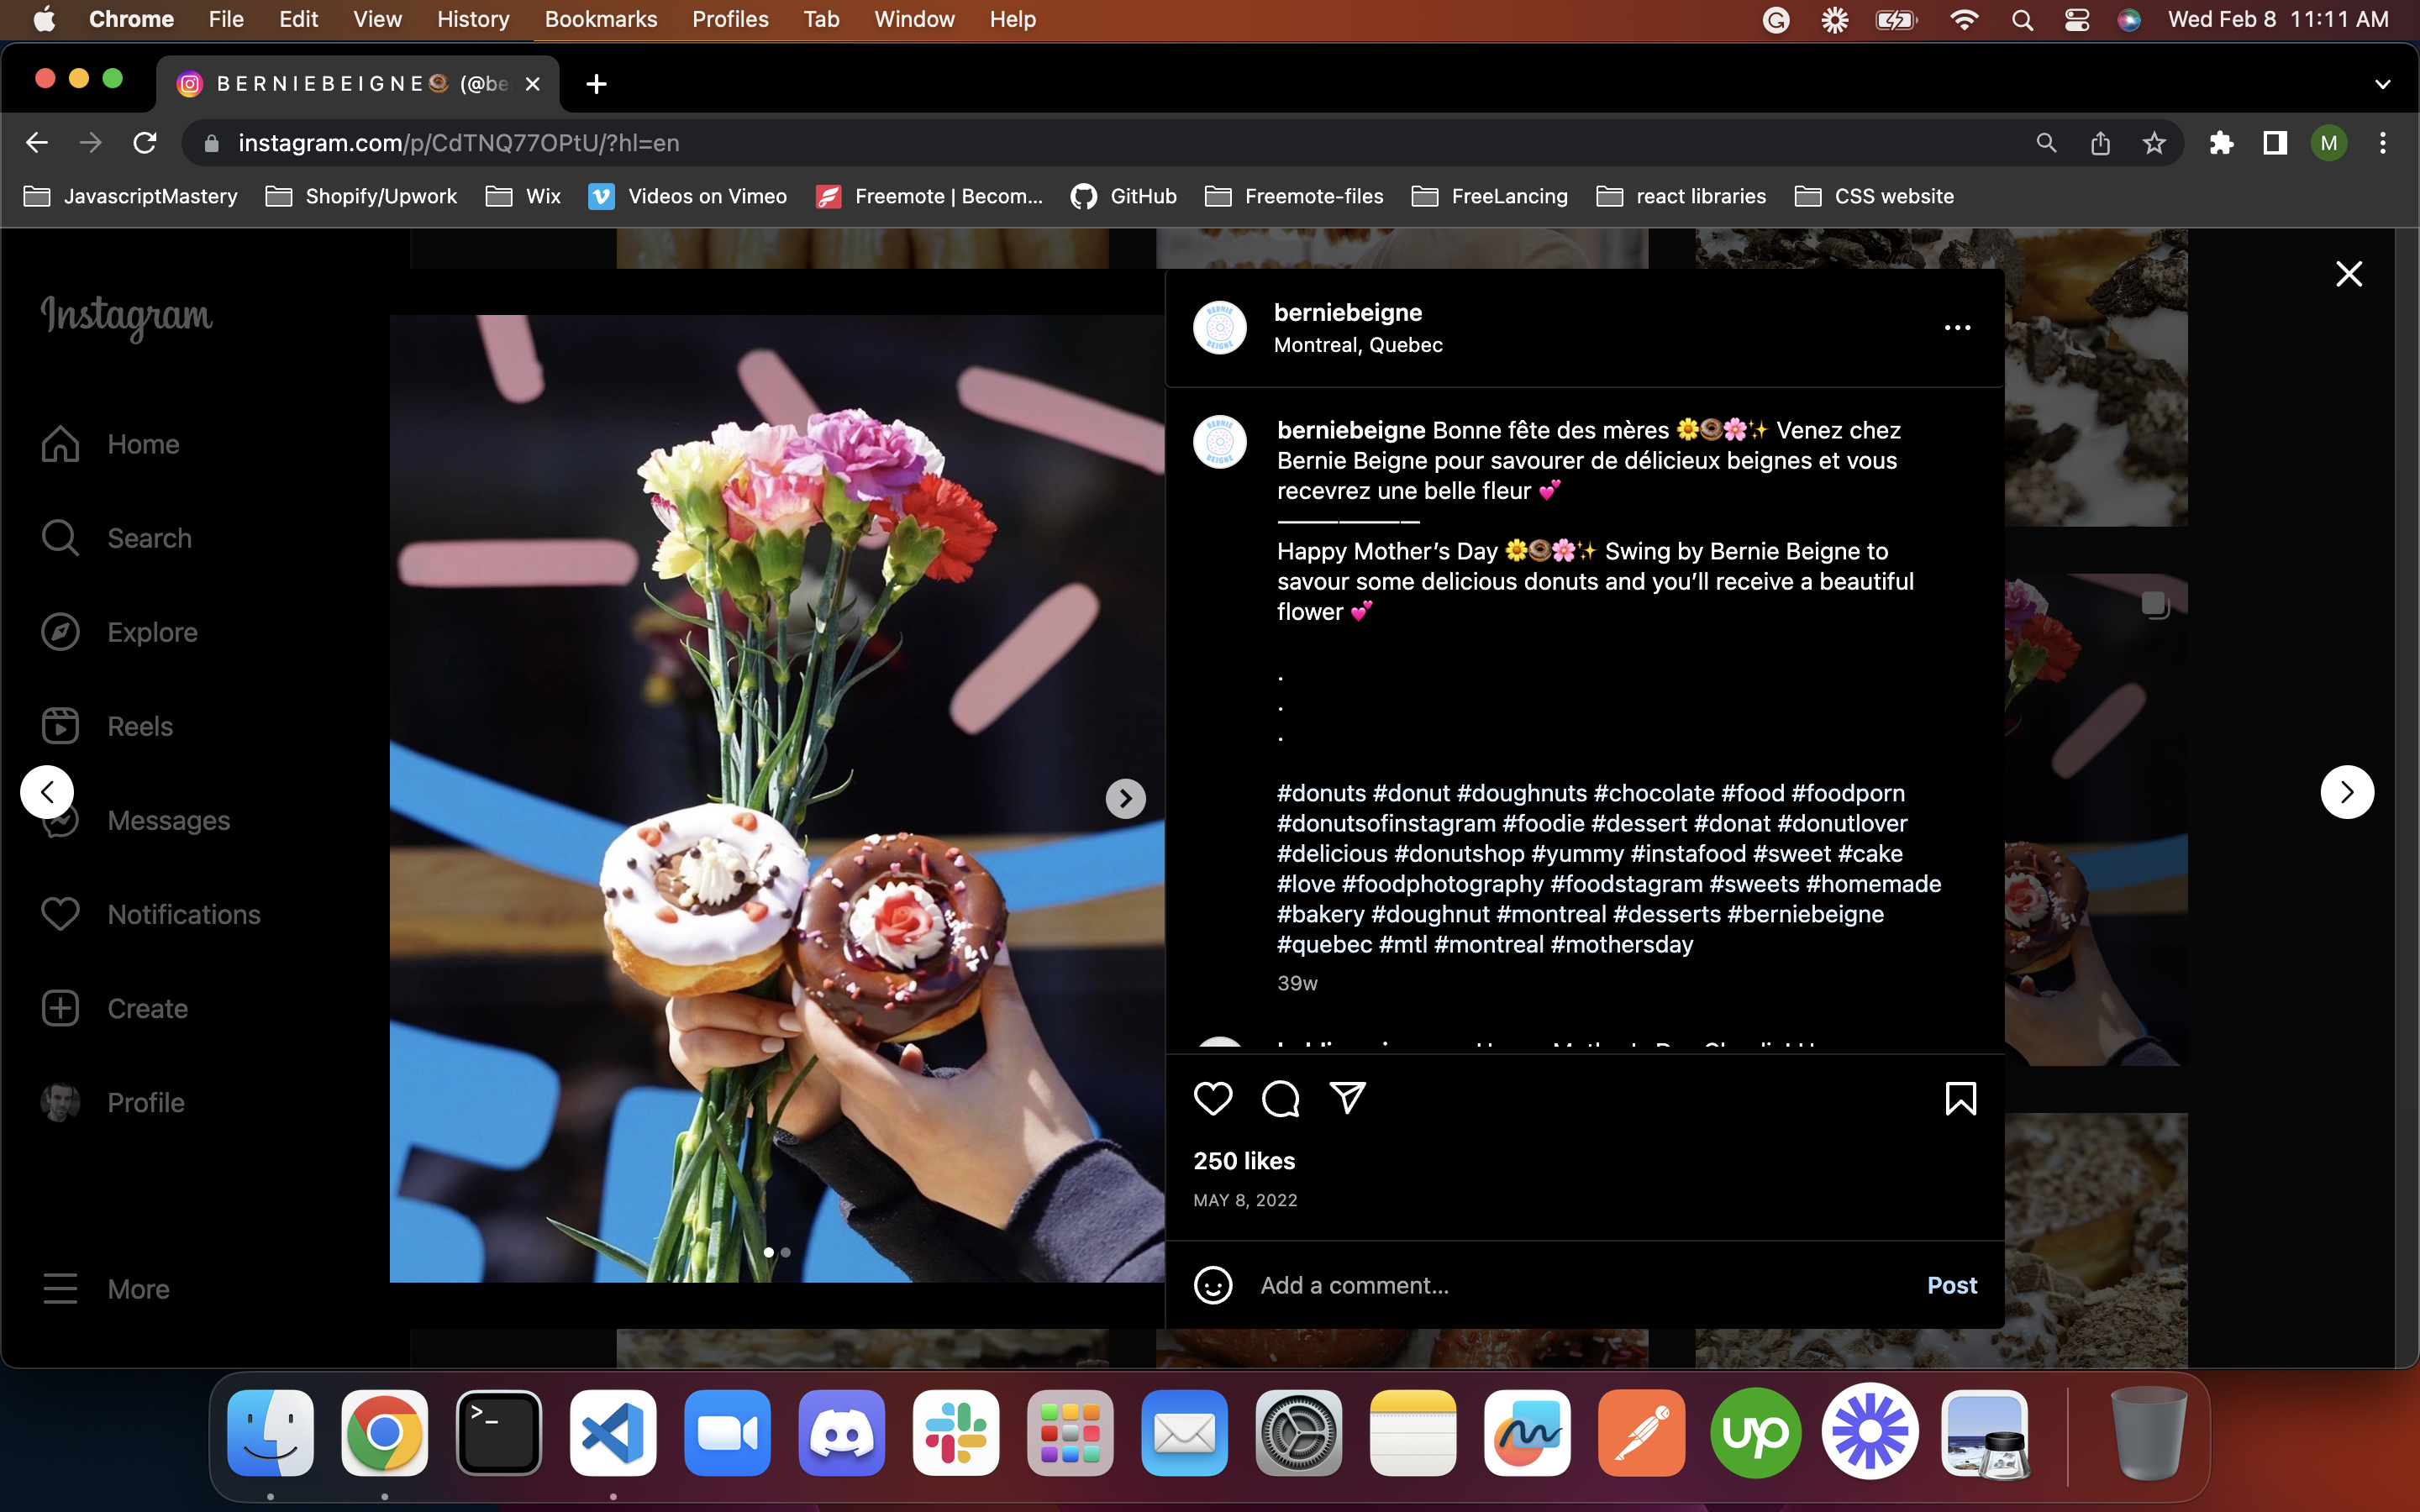 Chrome File Edit View History Bookmarks Profiles Tab Window Help
Wed Feb 8 11:11 AM
B E R N I E B E I G N E🍩 (@be
instagram.com/p/CdTNQ77OPtU/?hl=en
M
JavascriptMastery Shopify/Upwork Wix Videos on Vimeo Freemote | Becom... GitHub Freemote-files FreeLancing react libraries CSS website
Instagram
Home
Search
Explore
Reels
Messages
Notifications
Create
Profile
More
BERNIE
BEIGNE
berniebeigne
Montreal, Quebec
BERNIE
BEIGNE
berniebeigne Bonne fête des mères 🌼🍩🌸✨ Venez chez
Bernie Beigne pour savourer de délicieux beignes et vous
recevrez une belle fleur 💕
———————
Happy Mother’s Day 🌼🍩🌸✨ Swing by Bernie Beigne to
savour some delicious donuts and you’ll receive a beautiful
flower 💕
.
.
.
#donuts #donut #doughnuts #chocolate #food #foodporn
#donutsofinstagram #foodie #dessert #donat #donutlover
#delicious #donutshop #yummy #instafood #sweet #cake
#love #foodphotography #foodstagram #sweets #homemade
#bakery #doughnut #montreal #desserts #berniebeigne
#quebec #mtl #montreal #mothersday
39w
250 likes
MAY 8, 2022
Add a comment...
Post
>_
up